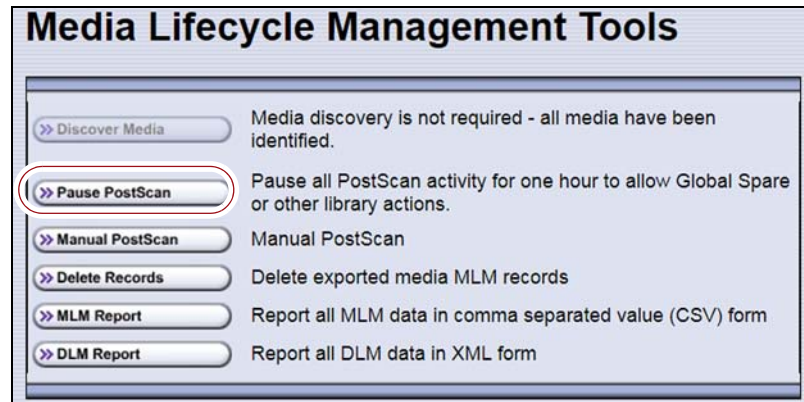 Media Lifecycle Management Tools
Discover Media
Media discovery is not required - all media have been
identified.
Pause PostScan
Pause all PostScan activity for one hour to allow Global Spare
or other library actions.
Manual PostScan
Manual PostScan
Delete Records
Delete exported media MLM records
MLM Report
Report all MLM data in comma separated value (CSV) form
DLM Report
Report all DLM data in XML form